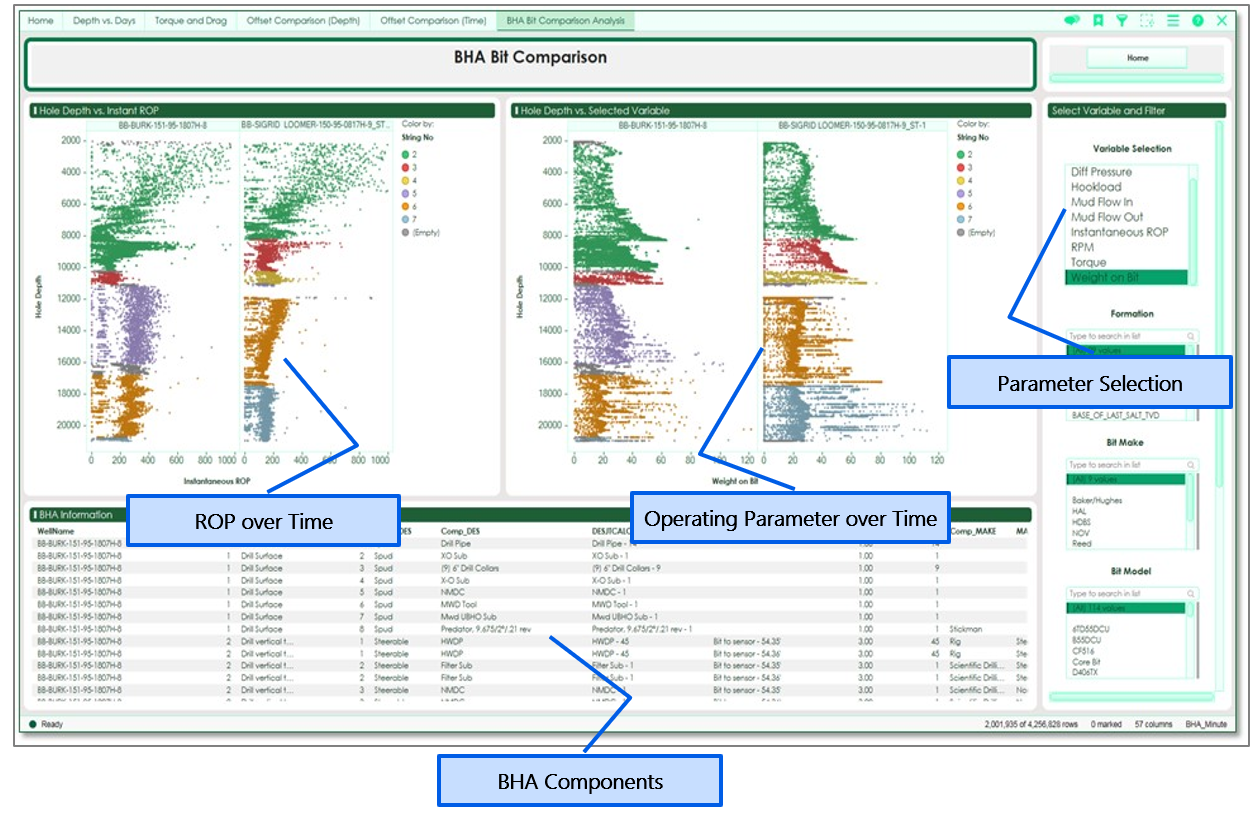 Home Depth vs. Days Torque and Drag Offset Comparison (Depth) Offset Comparison (Time) BHA Bit Comparison Analysis
BHA Bit Comparison
Home
Hole Depth vs. Instant ROP
BB-BURK-151-95-1807H-8 BB-SIGRID LOOMER-150-95-0817H-9_ST...
Color by:
String No
2
3
4
5
6
7
(Empty)
Hole Depth
2000
4000
6000
8000
10000
12000
14000
16000
18000
20000
0 200 400 600 800 1000 0 200 400 600 800 1000
Instantaneous ROP
Hole Depth vs. Selected Variable
BB-BURK-151-95-1807H-8 BB-SIGRID LOOMER-150-95-0817H-9_ST-1
Color by:
String No
2
3
4
5
6
7
(Empty)
Hole Depth
2000
4000
6000
8000
10000
12000
14000
16000
18000
20000
0 20 40 60 80 120 0 20 40 60 80 100 120
Weight on Bit
Select Variable and Filter
Variable Selection
Diff Pressure
Hookload
Mud Flow In
Mud Flow Out
Instantaneous ROP
RPM
Torque
Weight on Bit
Formation
Type to search in list
values
Parameter Selection
BASE_OF_LAST_SALT_TVD
Bit Make
Type to search in list
(All) 9 values
Baker/Hughes
HAL
HDBS
NOV
Reed
Bit Model
Type to search in list
(All) 114 values
6TD55DCU
855DCU
CF516
Core Bit
D406TX
ROP over Time
Operating Parameter over Time
BHA Information
WellName DES Comp_DES DESJTCALC Comp_MAKE MA
BB-BURK-151-95-1807H-8 Drill Pipe Drill Pipe - 1.00
BB-BURK-151-95-1807H-8 1 Drill Surface 2 Spud XO Sub XO Sub - 1 1.00 1
BB-BURK-151-95-1807H-8 1 Drill Surface 3 Spud (9) 6" Drill Collars (9) 6" Drill Collars - 9 1.00 9
BB-BURK-151-95-1807H-8 1 Drill Surface 4 Spud X-O Sub X-O Sub - 1 1.00 1
BB-BURK-151-95-1807H-8 1 Drill Surface 5 Spud NMDC NMDC - 1 1.00 1
BB-BURK-151-95-1807H-8 1 Drill Surface 6 Spud MWD Tool MWD Tool - 1 1.00 1
BB-BURK-151-95-1807H-8 1 Drill Surface 7 Spud Mwd UBHO Sub Mwd UBHO Sub - 1 1.00 1
BB-BURK-151-95-1807H-8 1 Drill Surface 8 Spud Predator, 9.675/2°/.21 rev Predator, 9.675/2°/.21 rev - 1 1.00 1 Stickman
BB-BURK-151-95-1807H-8 2 Drill vertical t... 1 Steerable HWDP HWDP - 45 Bit to sensor - 54.35' 3.00 45 Rig Ste
BB-BURK-151-95-1807H-8 2 Drill vertical t... 1 Steerable HWDP HWDP - 45 Bit to sensor - 54.36' 3.00 45 Rig Ste
BB-BURK-151-95-1807H-8 2 Drill vertical t... 2 Steerable Filter Sub Filter Sub - 1 Bit to sensor - 54.35' 3.00 1 Scientific Drilli... Ste
BB-BURK-151-95-1807H-8 2 Drill vertical t... 2 Steerable Filter Sub Filter Sub - 1 Bit to sensor - 54.36' 3.00 1 Scientific Drilli... Ste
BB-BURK-151-95-1807H-8 2 Drill vertical t... 3 Steerable NMDC NMDC - 1 Bit to sensor - 54.35' 3.00 1 Scientific Drilli... No
Ready 2,001,935 of 4,256,828 rows 0 marked 57 columns BHA_Minute
BHA Components